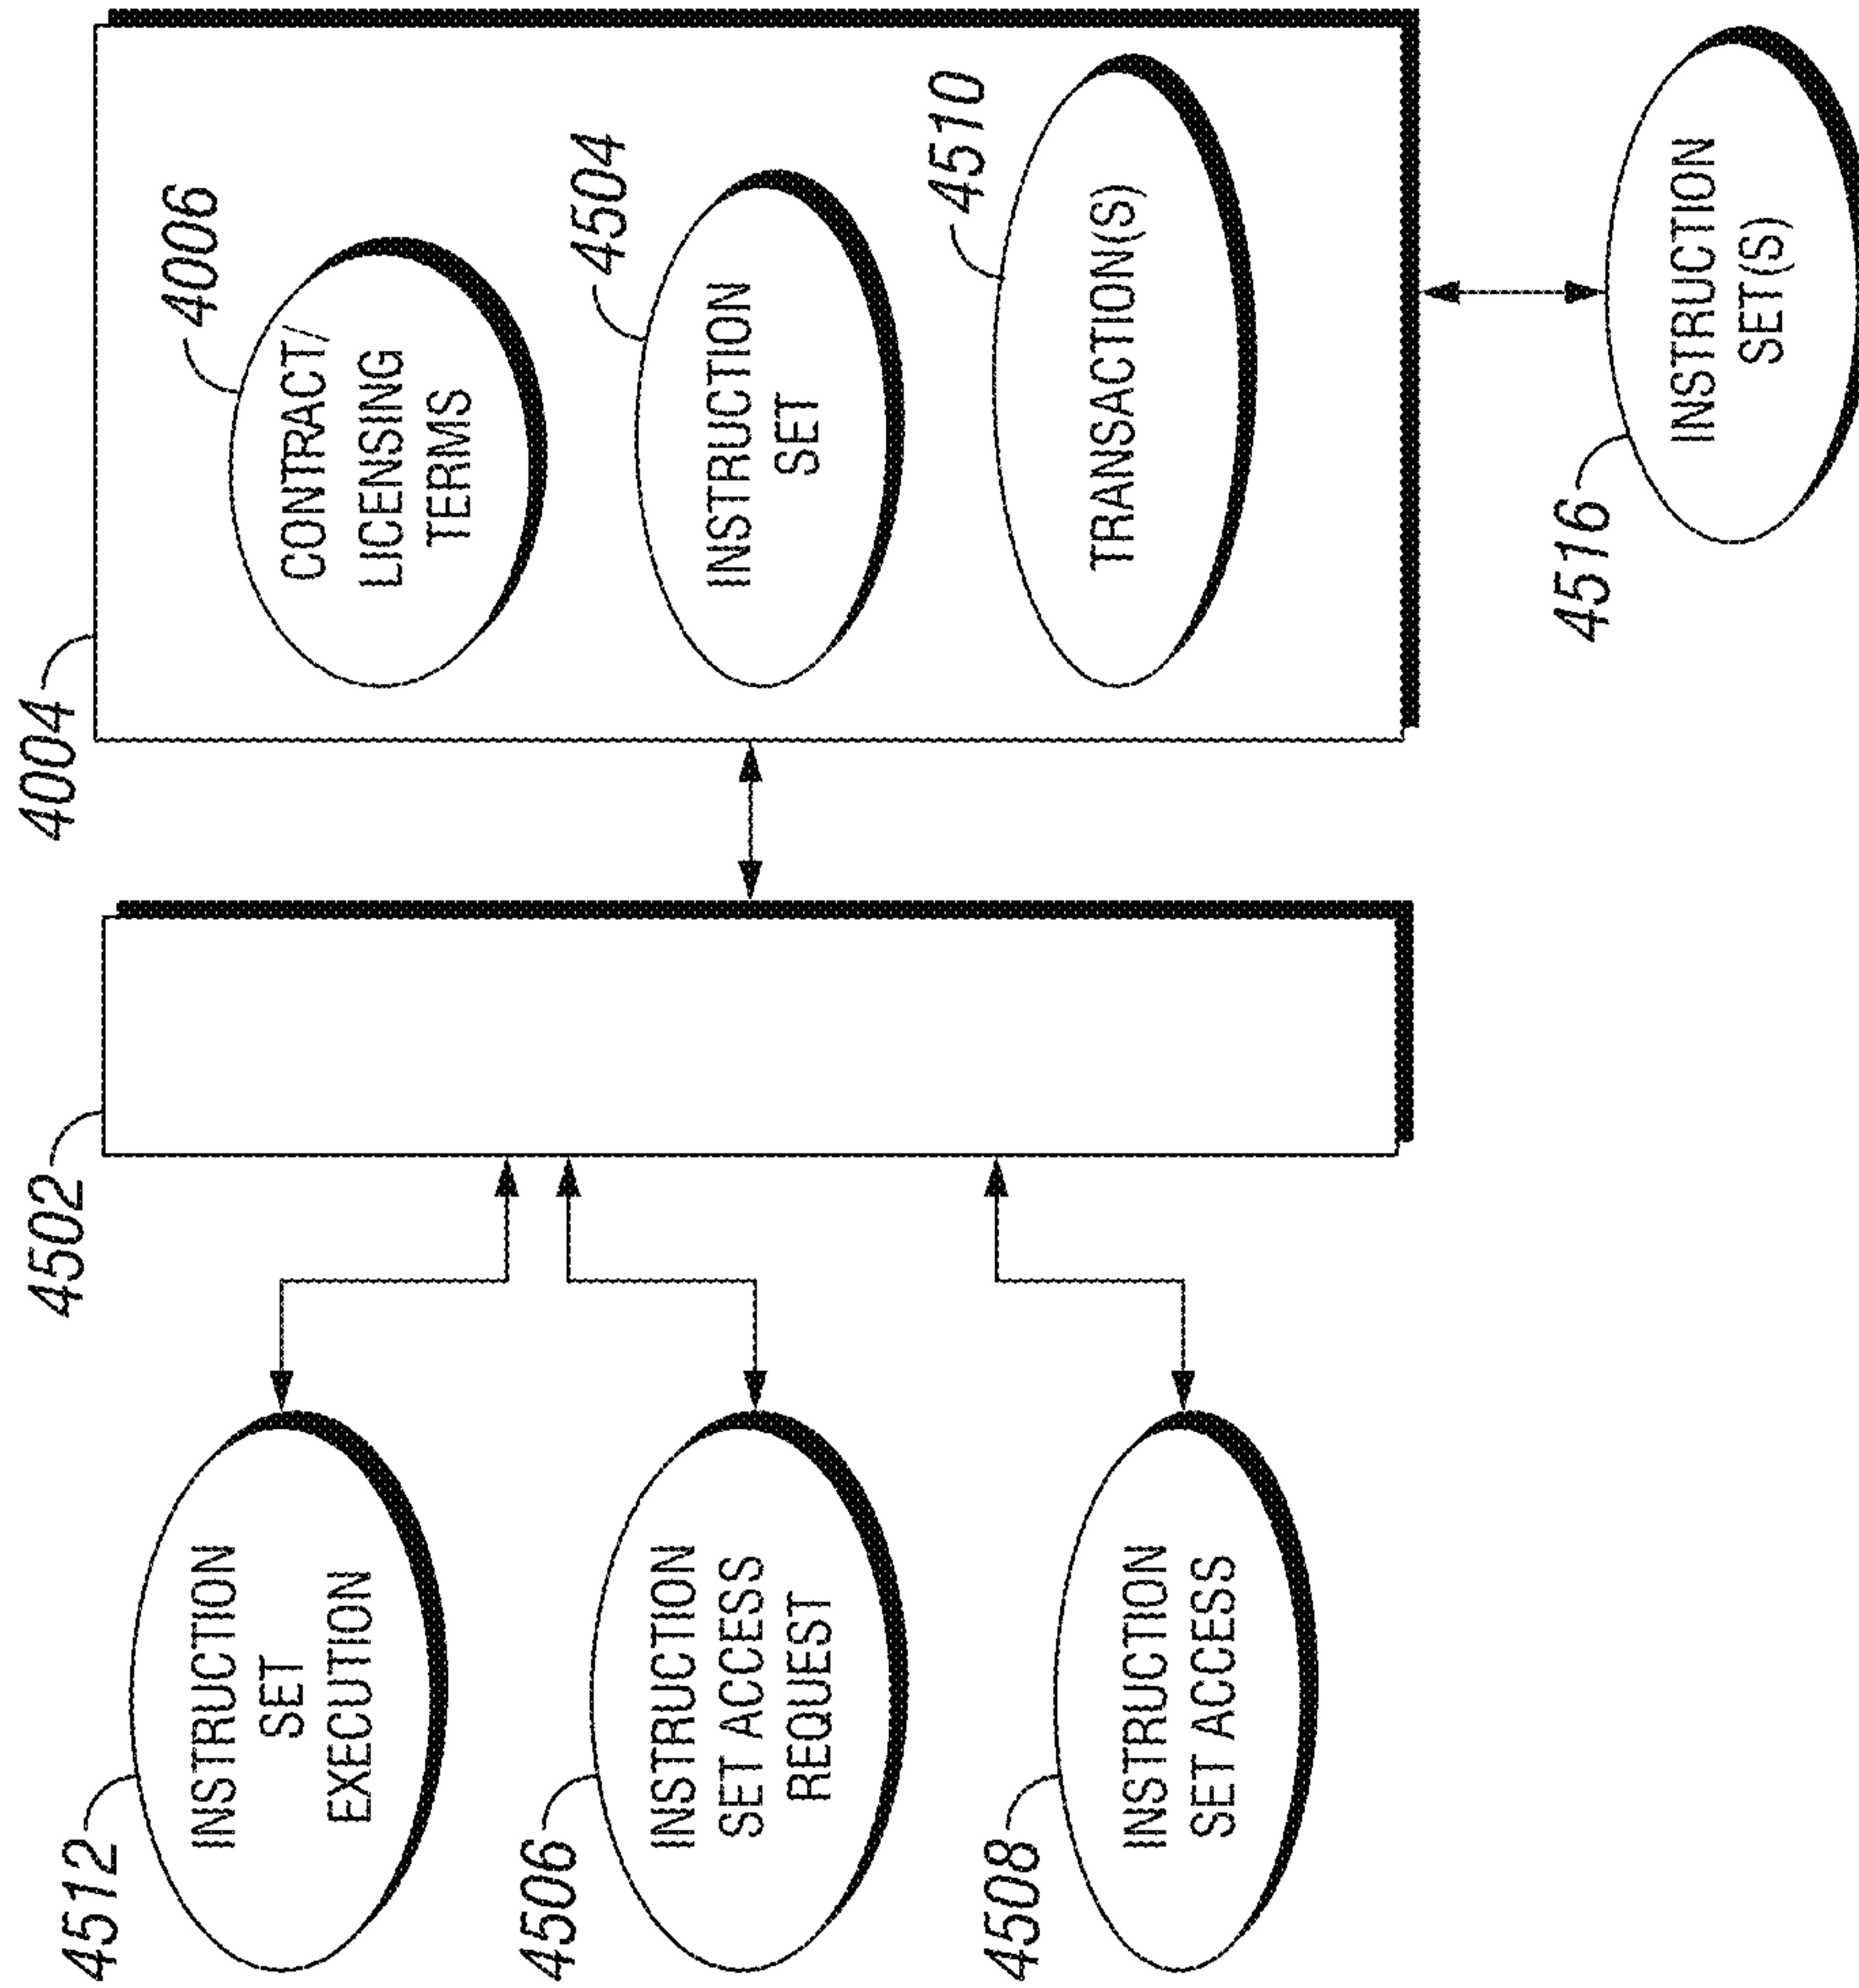 4512
INSTRUCTION
SET
EXECUTION
4506
INSTRUCTION
SET ACCESS
REQUEST
4508
INSTRUCTION
SET ACCESS
4502
4004
4006
CONTRACT/
LICENSING
TERMS
4504
INSTRUCTION
SET
4510
TRANSACTION(S)
4516
INSTRUCTION
SET(S)